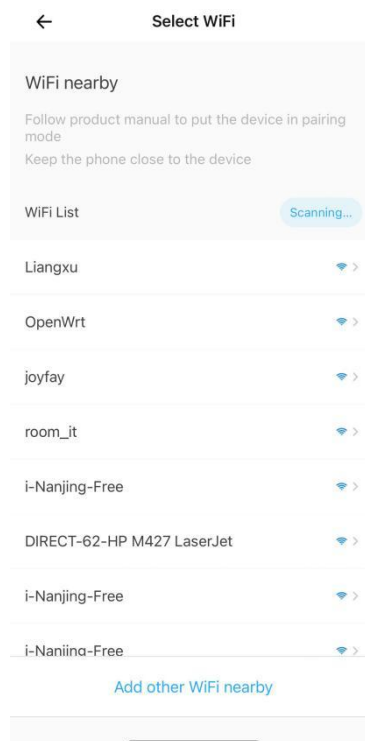 Select WiFi
WiFi nearby
Follow product manual to put the device in pairing
mode
Keep the phone close to the device
WiFi List
Scanning...
Liangxu
OpenWrt
joyfay
room_it
i-Nanjing-Free
DIRECT-62-HP M427 LaserJet
i-Nanjing-Free
i-Nanjing-Free
Add other WiFi nearby